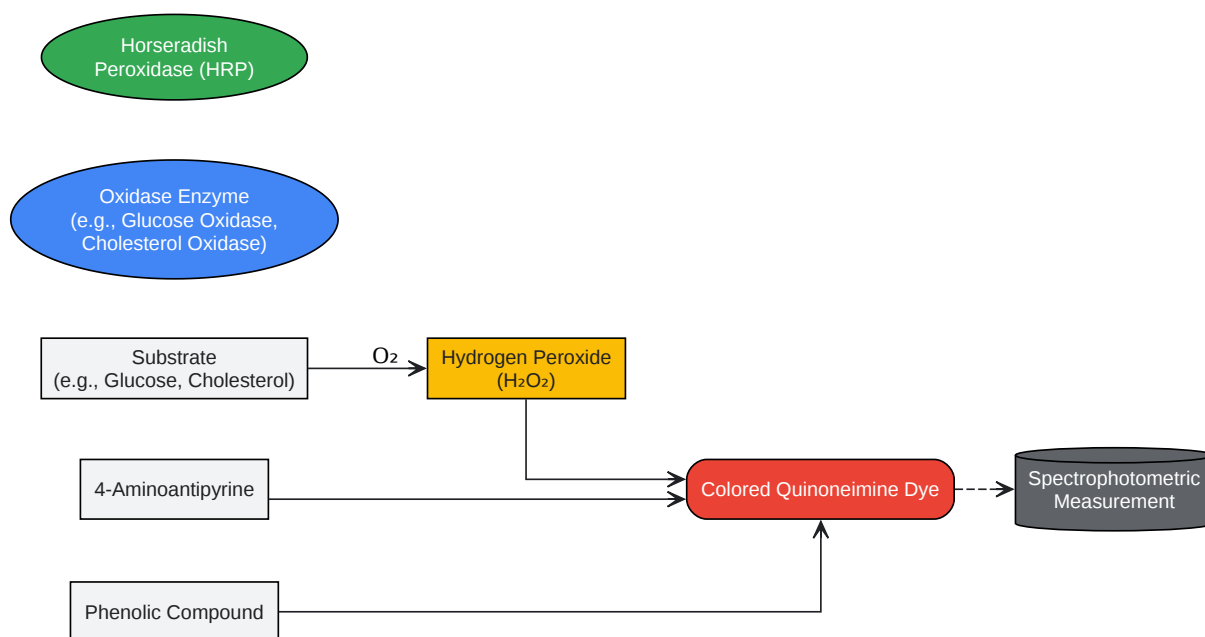 Horseradish
Peroxidase (HRP)
Oxidase Enzyme
(e.g., Glucose Oxidase,
Cholesterol Oxidase)
Substrate
(e.g., Glucose, Cholesterol)
O₂
Hydrogen Peroxide
(H₂O₂)
4-Aminoantipyrine
Colored Quinoneimine Dye
Spectrophotometric
Measurement
Phenolic Compound